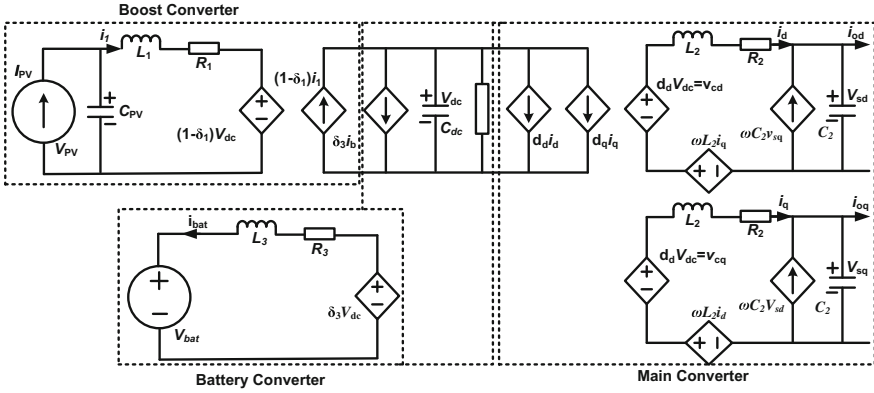 Boost Converter
i1
L1
R1
IPV
CPV
VPV
(1-δ1)Vdc
(1-δ1)i1
δ3ib
Vdc
Cdc
ddid
dqiq
L2
R2
id
iod
ddVdc=vcd
ωL2iq
ωC2vsq
Vsd
C2
L2
R2
iq
ioq
ddVdc=vcq
ωL2id
ωC2Vsd
Vsq
C2
ibat
L3
R3
Vbat
δ3Vdc
Battery Converter
Main Converter